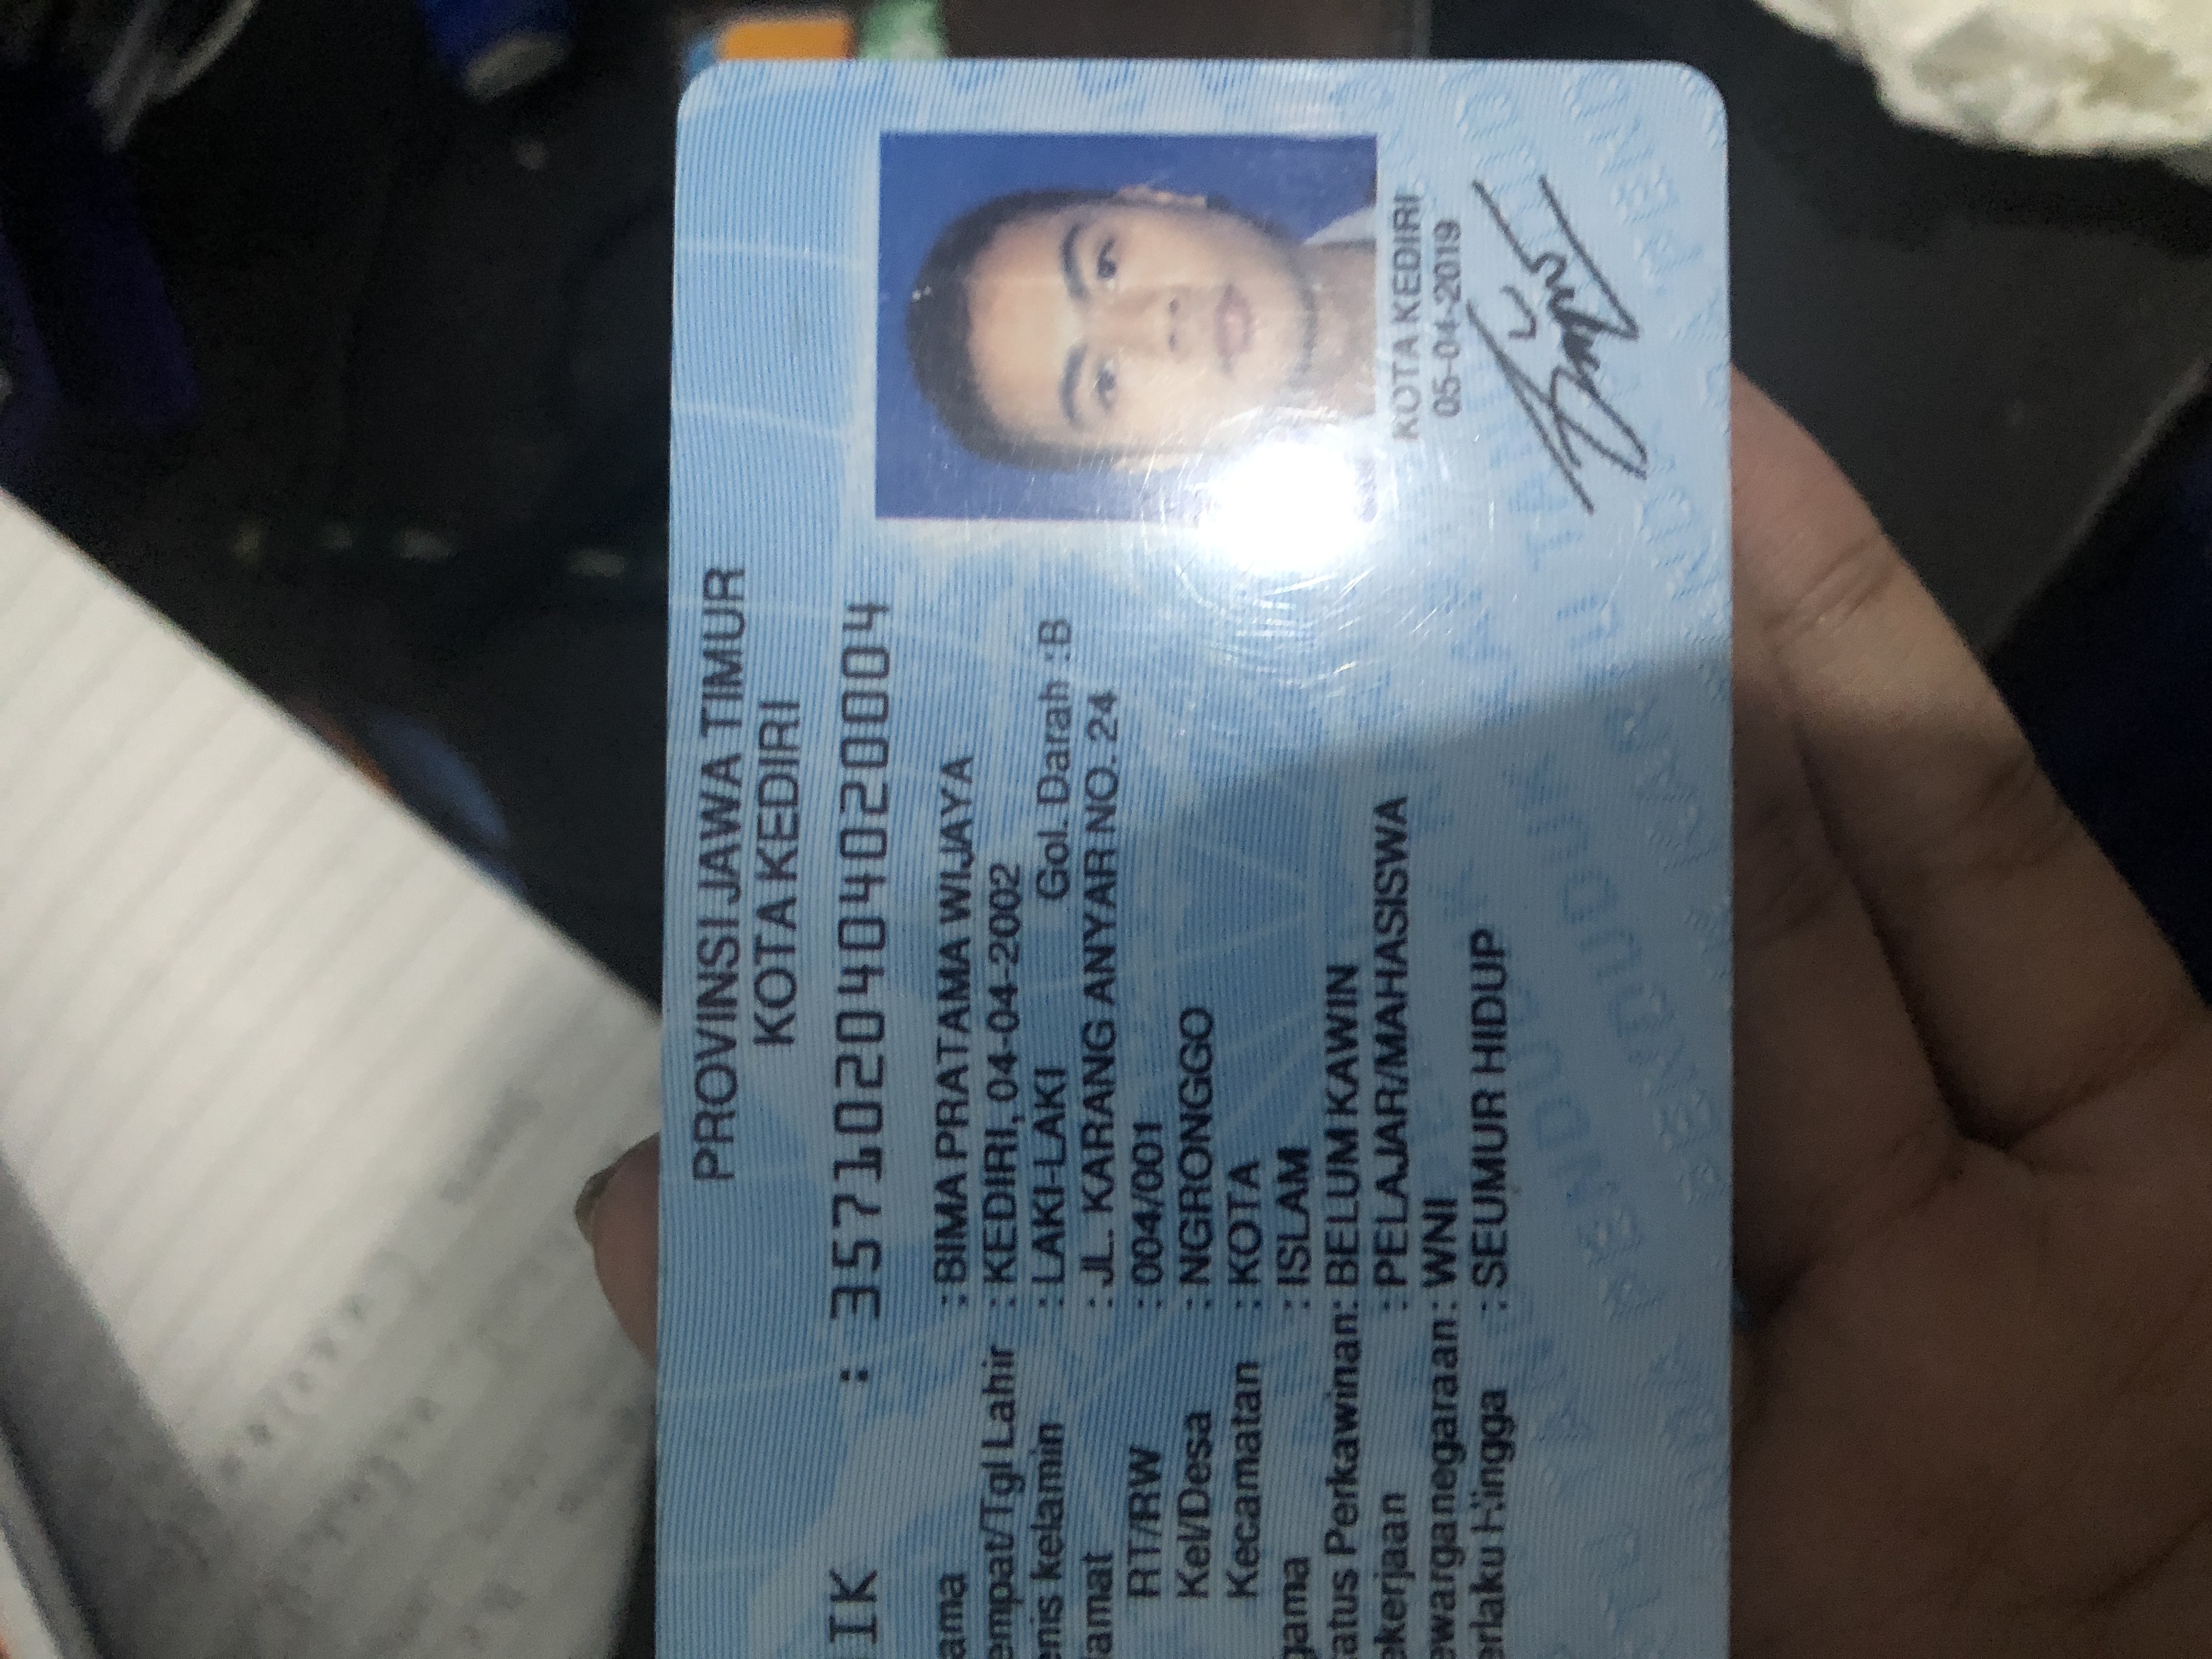 PROVINSI JAWA TIMUR
KOTA KEDIRI
IK : 3571020404020004
ama : BIMA PRATAMA WIJAYA
empat/Tgl Lahir : KEDIRI, 04-04-2002
enis kelamin : LAKI-LAKI Gol. Darah : B
lamat : JL. KARANG ANYAR NO. 24
RT/RW : 004/001
Kel/Desa : NGRONGGO
Kecamatan : KOTA
gama : ISLAM
tatus Perkawinan: BELUM KAWIN
ekerjaan : PELAJAR/MAHASISWA
ewarganegaraan: WNI
erlaku Hingga : SEUMUR HIDUP
KOTA KEDIRI
05-04-2019